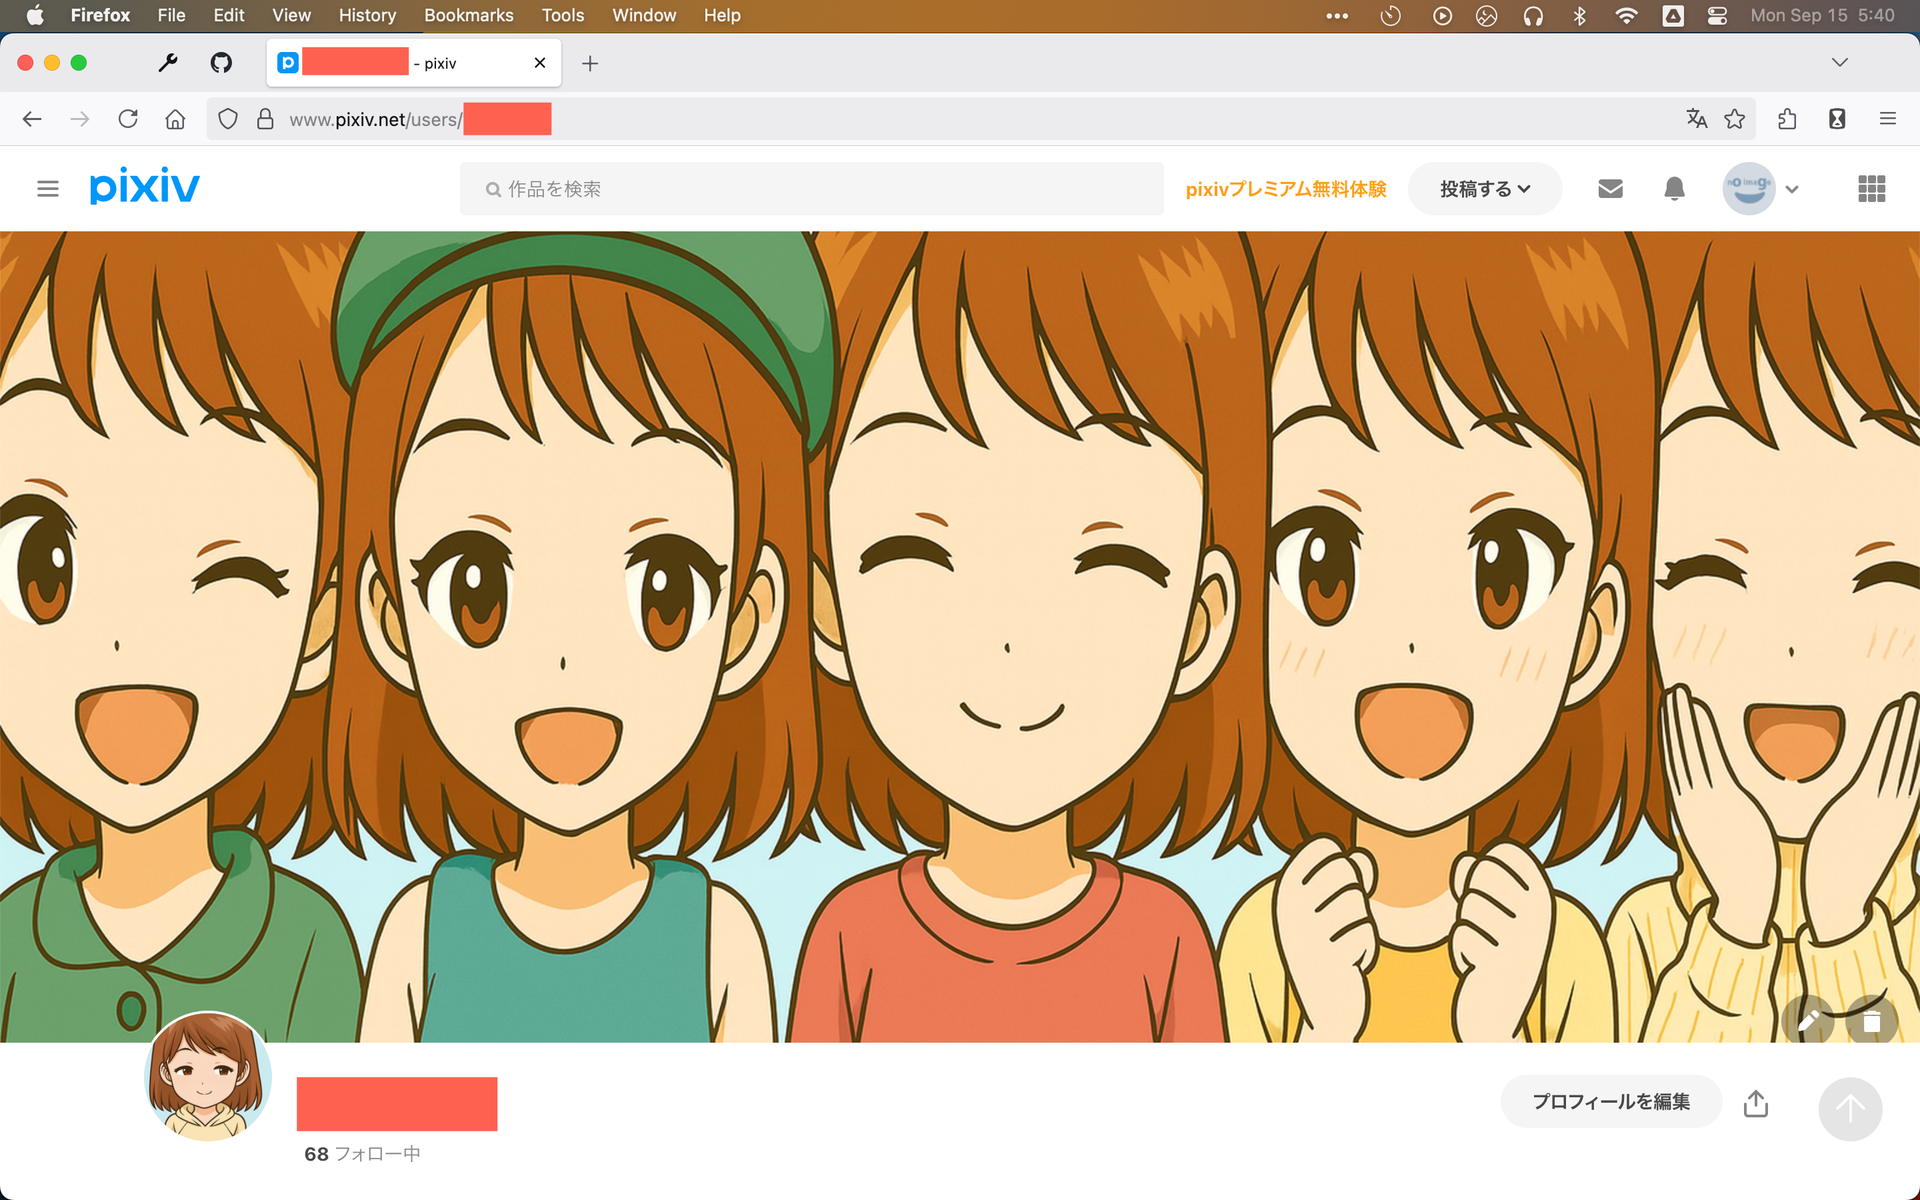 Firefox File Edit View History Bookmarks Tools Window Help Mon Sep 15 5:40
- pixiv
www.pixiv.net/users/
pixiv 作品を検索 pixivプレミアム無料体験 投稿する no image
プロフィールを編集
68 フォロー中